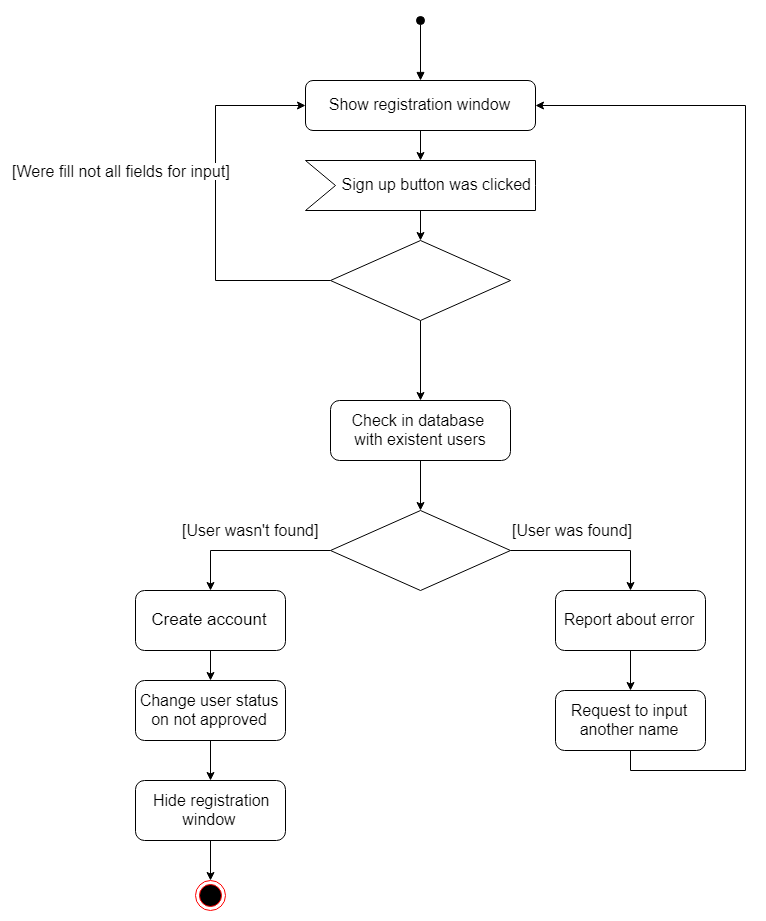 Show registration window
[Were fill not all fields for input]
Sign up button was clicked
Check in database
with existent users
[User wasn't found]
[User was found]
Create account
Report about error
Change user status
on not approved
Request to input
another name
Hide registration
window